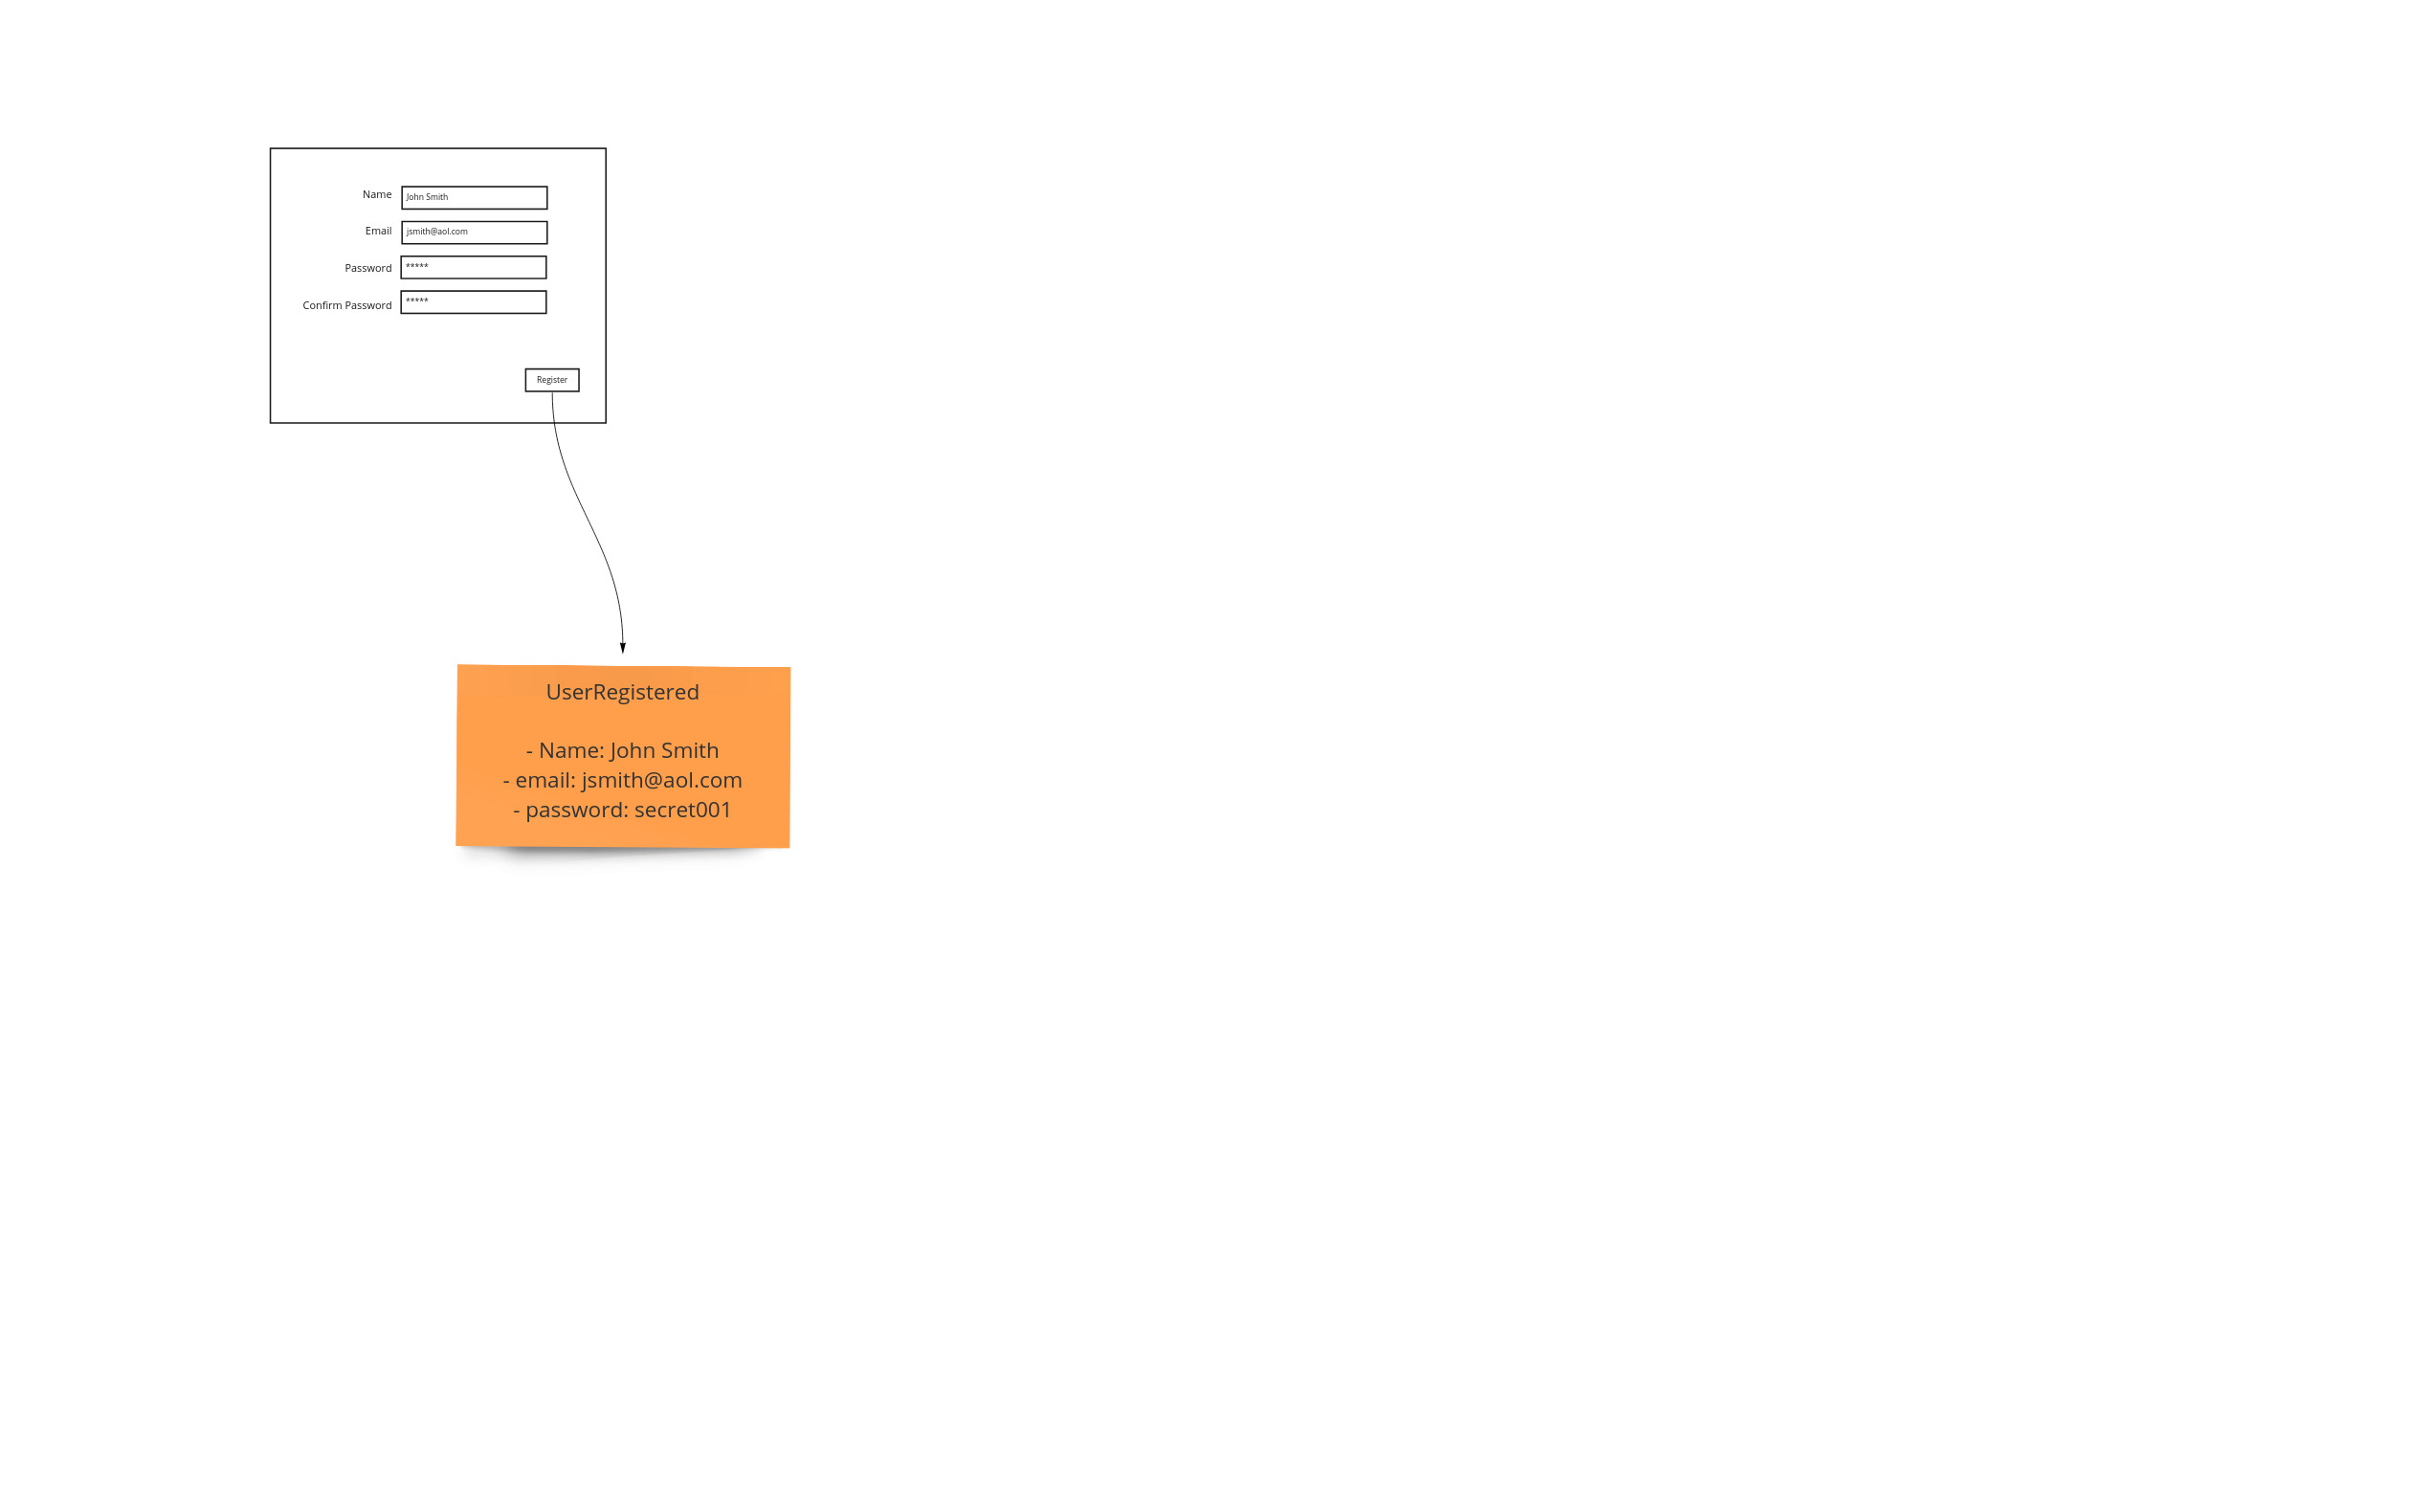 Name John Smith
Email jsmith@aol.com
Password *****
Confirm Password *****
Register
UserRegistered
- Name: John Smith
- email: jsmith@aol.com
- password: secret001